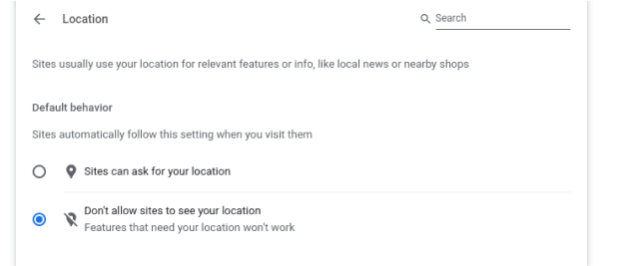 Location
Search
Sites usually use your location for relevant features or info, like local news or nearby shops
Default behavior
Sites automatically follow this setting when you visit them
Sites can ask for your location
Don't allow sites to see your location
Features that need your location won't work